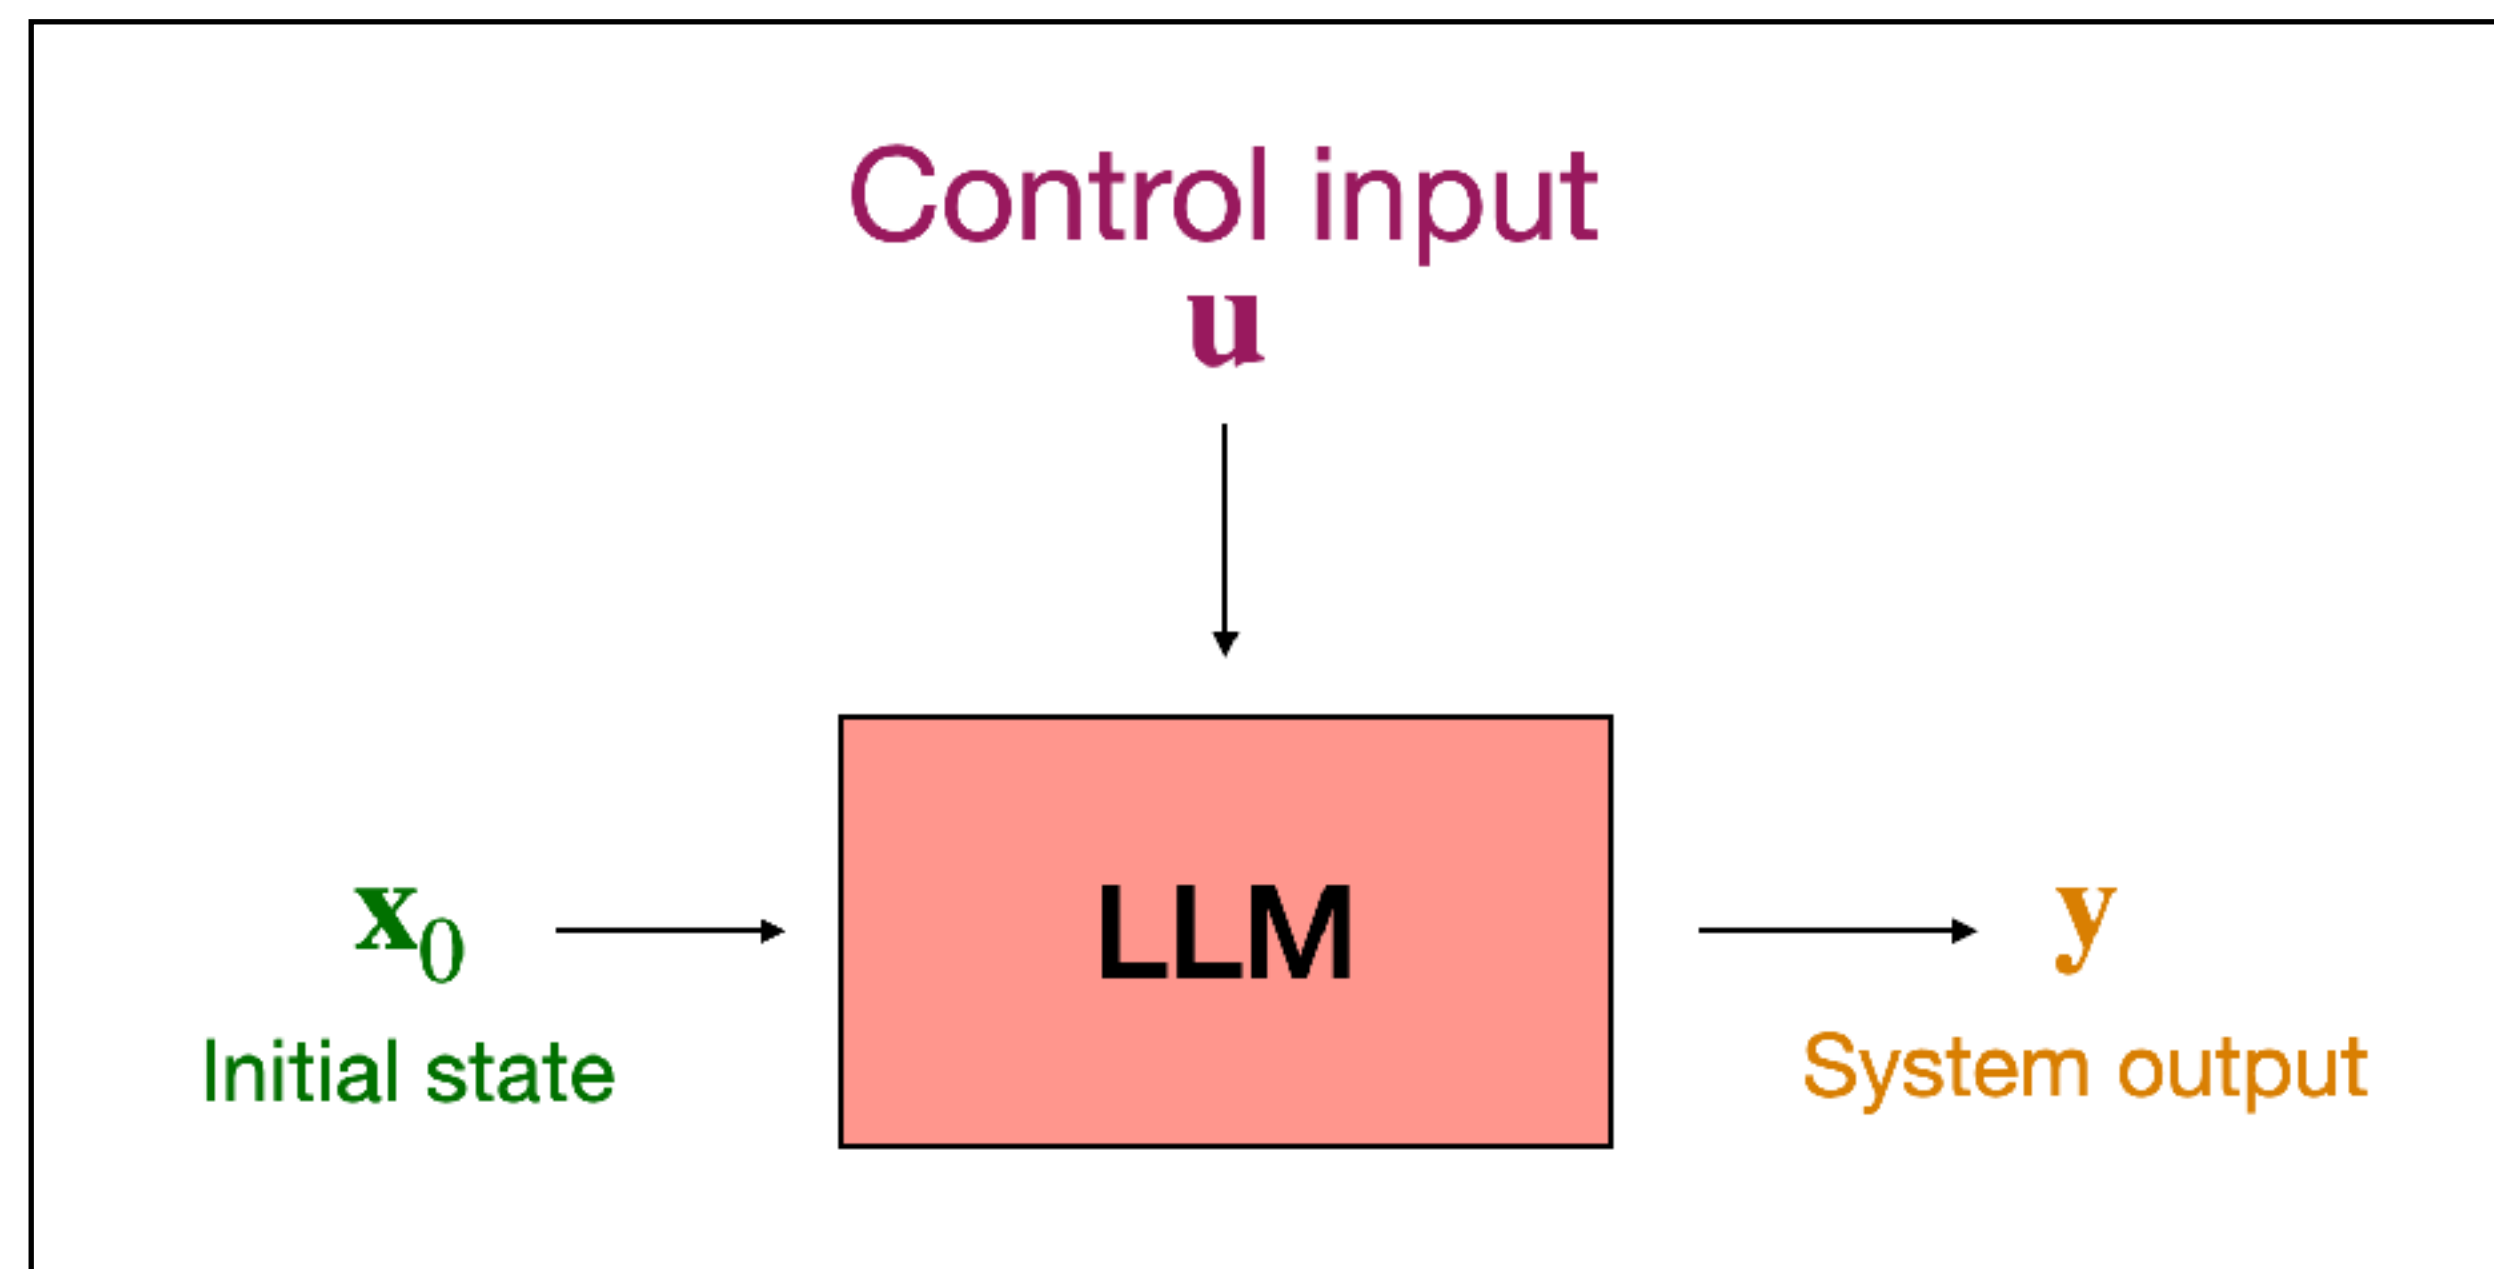 Control input
u
x₀
LLM
y
Initial state
System output